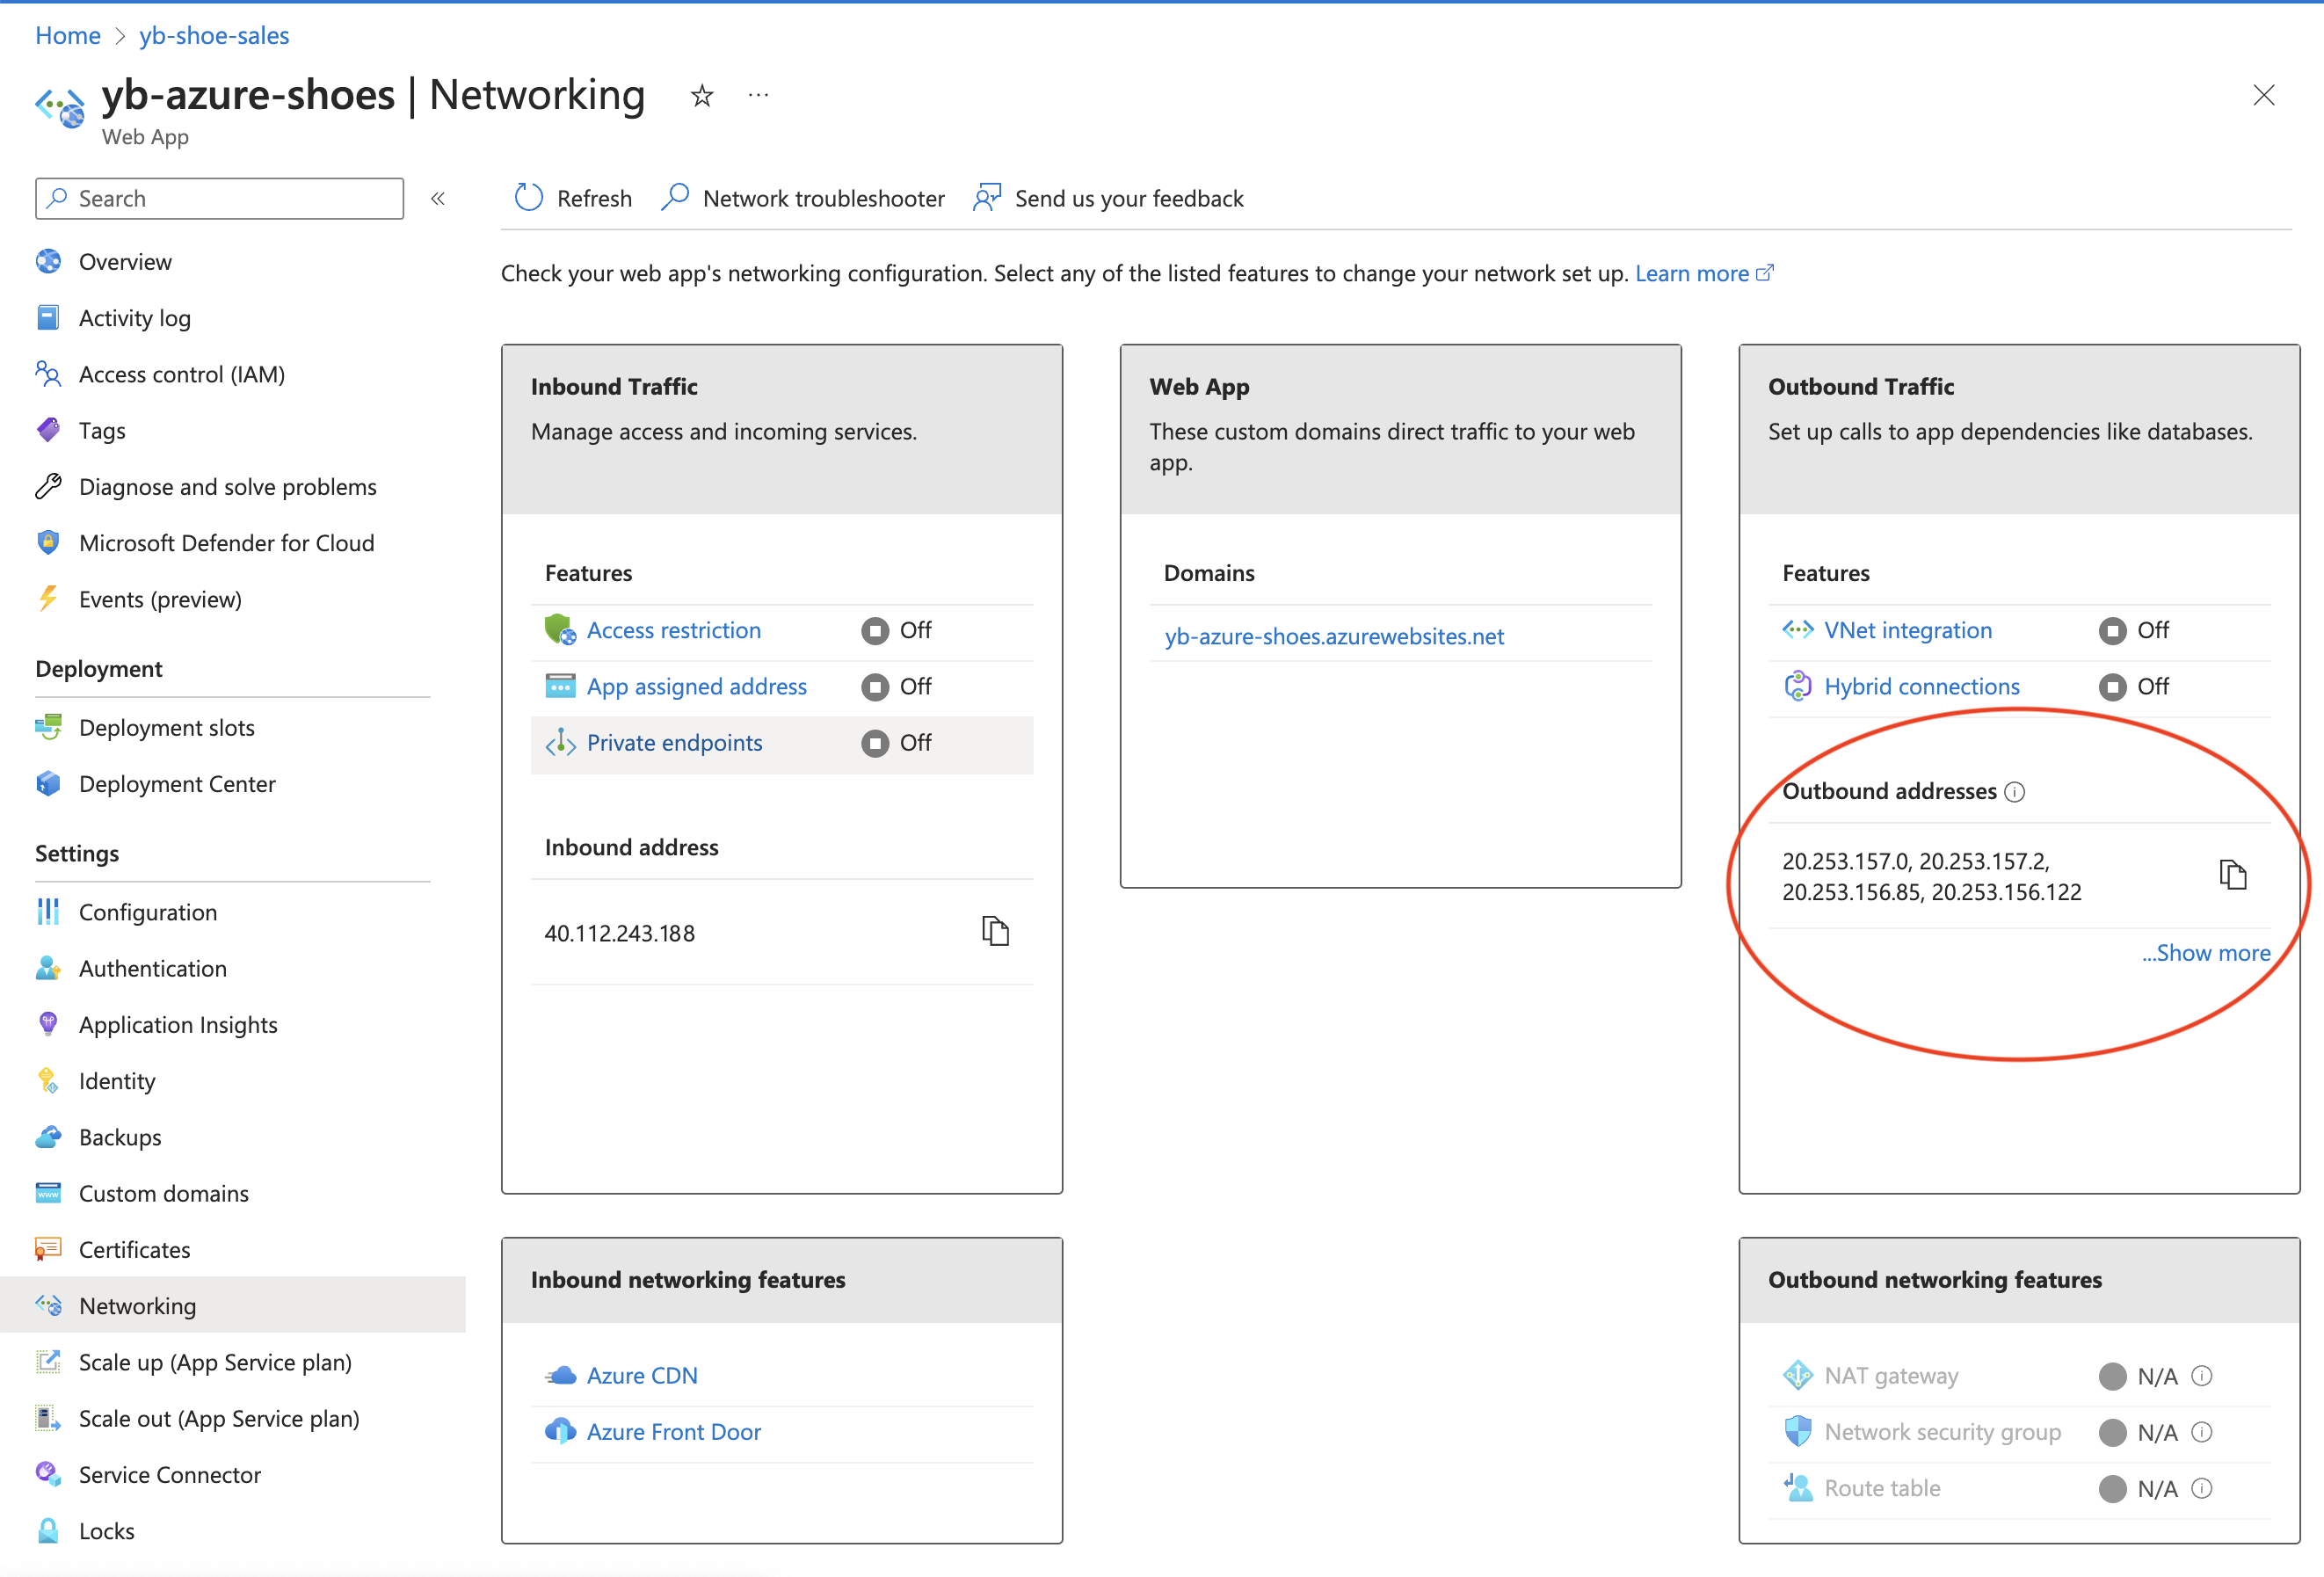 Home > yb-shoe-sales
yb-azure-shoes | Networking
...
Web App
Search
«
Overview
Activity log
Access control (IAM)
Tags
Diagnose and solve problems
Microsoft Defender for Cloud
Events (preview)
Deployment
Deployment slots
Deployment Center
Settings
Configuration
Authentication
Application Insights
Identity
Backups
Custom domains
Certificates
Networking
Scale up (App Service plan)
Scale out (App Service plan)
Service Connector
Locks
Refresh
Network troubleshooter
Send us your feedback
Check your web app's networking configuration. Select any of the listed features to change your network set up. Learn more
Inbound Traffic
Manage access and incoming services.
Features
Access restriction Off
App assigned address Off
Private endpoints Off
Inbound address
40.112.243.188
Web App
These custom domains direct traffic to your web
app.
Domains
yb-azure-shoes.azurewebsites.net
Outbound Traffic
Set up calls to app dependencies like databases.
Features
VNet integration Off
Hybrid connections Off
Outbound addresses
20.253.157.0, 20.253.157.2,
20.253.156.85, 20.253.156.122
...Show more
Inbound networking features
Azure CDN
Azure Front Door
Outbound networking features
NAT gateway N/A
Network security group N/A
Route table N/A